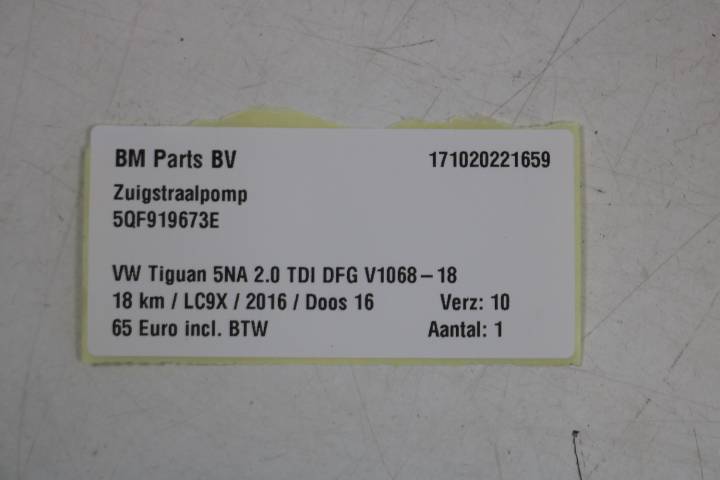 BM Parts BV 171020221659
Zuigstraalpomp
5QF919673E
VW Tiguan 5NA 2.0 TDI DFG V1068-18
18 km / LC9X / 2016 / Doos 16 Verz: 10
65 Euro incl. BTW Aantal: 1